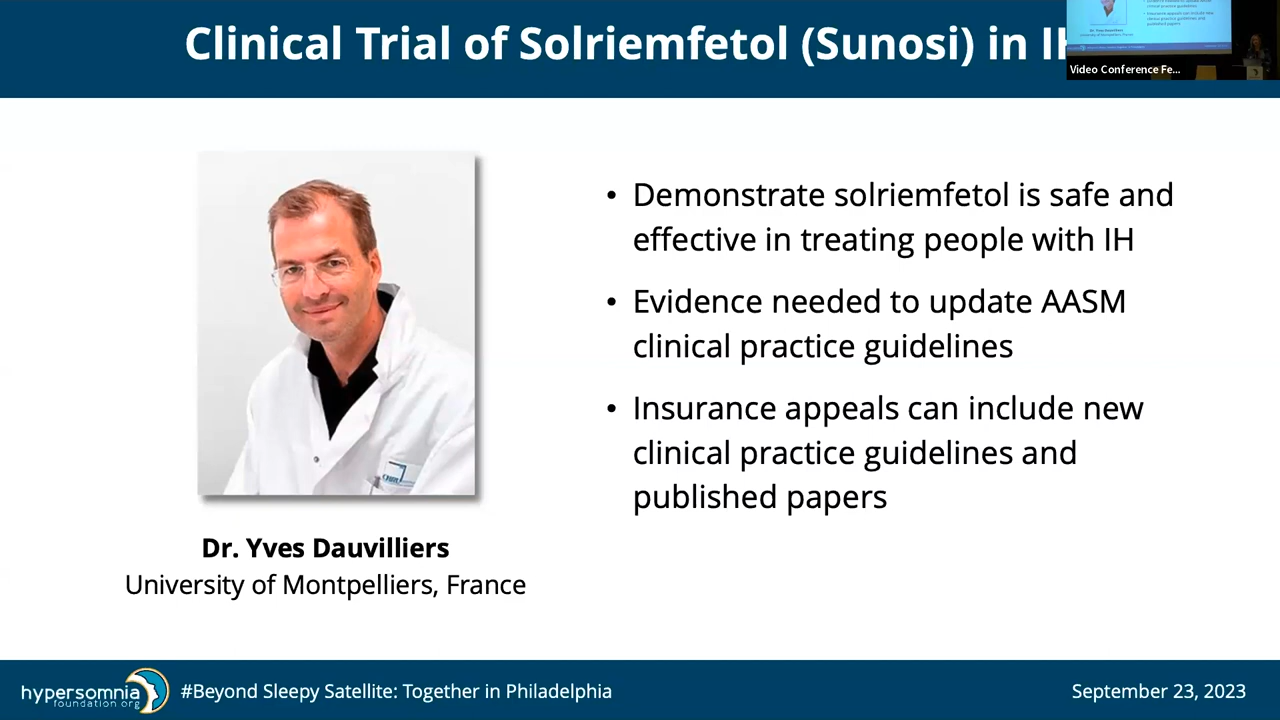 Clinical Trial of Solriemfetol (Sunosi) in IH
Video Conference Fe...
• Demonstrate solriemfetol is safe and
effective in treating people with IH
• Evidence needed to update AASM
clinical practice guidelines
• Insurance appeals can include new
clinical practice guidelines and
published papers
Dr. Yves Dauvilliers
University of Montpelliers, France
hypersomnia
foundation.org
#Beyond Sleepy Satellite: Together in Philadelphia
September 23, 2023